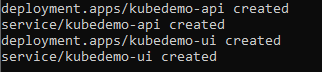 deployment.apps/kubedemo-api created
service/kubedemo-api created
deployment.apps/kubedemo-ui created
service/kubedemo-ui created